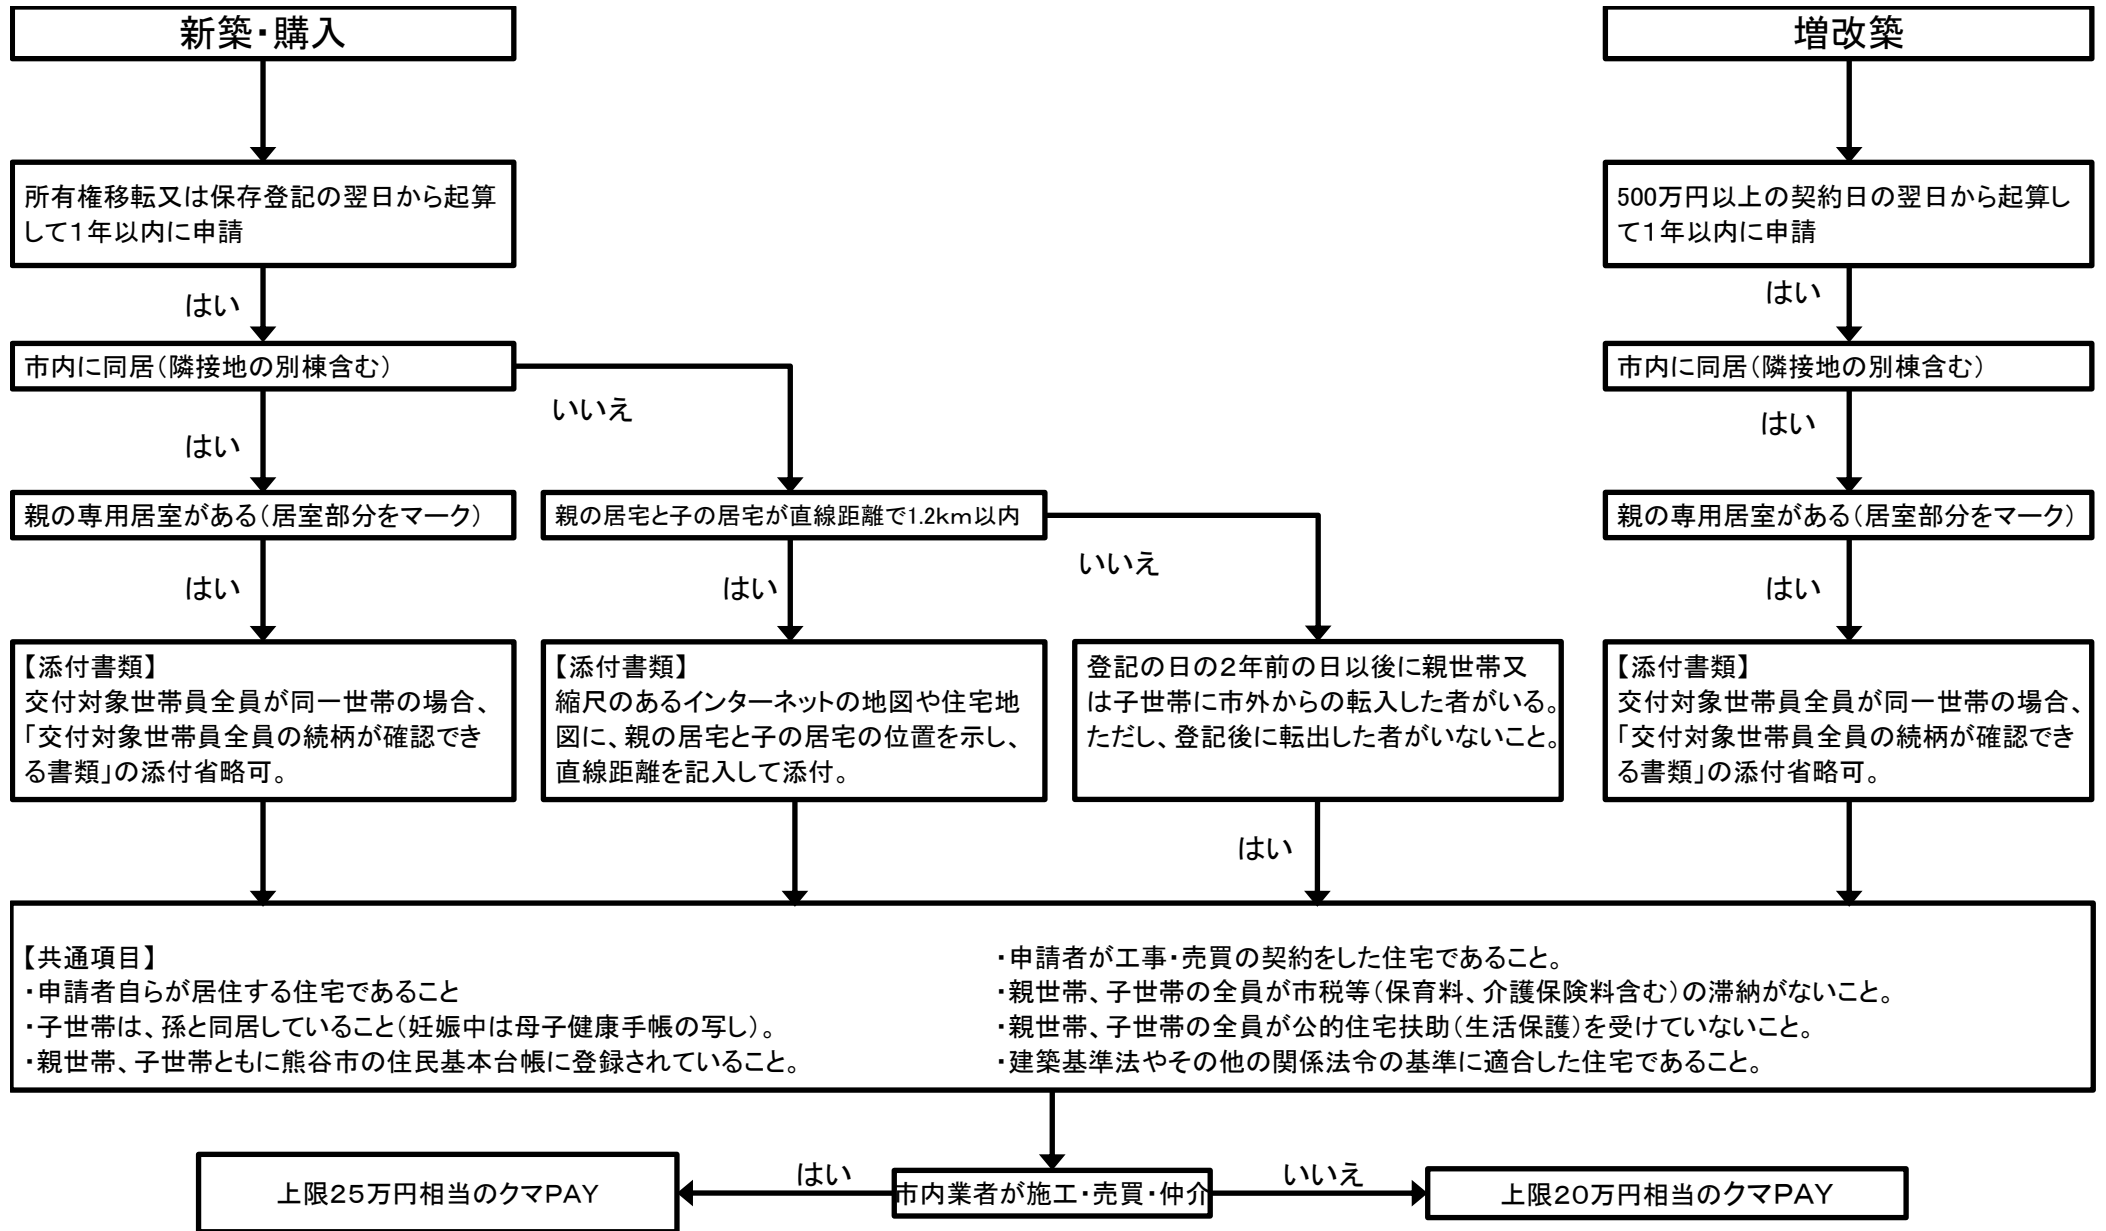 新築・購入
増改築
所有権移転又は保存登記の翌日から起算
して1年以内に申請
500万円以上の契約日の翌日から起算し
て1年以内に申請
はい
はい
市内に同居(隣接地の別棟含む)
市内に同居(隣接地の別棟含む)
いいえ
はい
はい
親の専用居室がある(居室部分をマーク)
親の居宅と子の居宅が直線距離で1.2km以内
親の専用居室がある(居室部分をマーク)
いいえ
はい
はい
はい
【添付書類】
交付対象世帯員全員が同一世帯の場合、
「交付対象世帯員全員の続柄が確認でき
る書類」の添付省略可。
【添付書類】
縮尺のあるインターネットの地図や住宅地
図に、親の居宅と子の居宅の位置を示し、
直線距離を記入して添付。
登記の日の2年前の日以後に親世帯又
は子世帯に市外からの転入した者がいる。
ただし、登記後に転出した者がいないこと。
【添付書類】
交付対象世帯員全員が同一世帯の場合、
「交付対象世帯員全員の続柄が確認でき
る書類」の添付省略可。
はい
【共通項目】
・申請者自らが居住する住宅であること
・子世帯は、孫と同居していること(妊娠中は母子健康手帳の写し)。
・親世帯、子世帯ともに熊谷市の住民基本台帳に登録されていること。
・申請者が工事・売買の契約をした住宅であること。
・親世帯、子世帯の全員が市税等(保育料、介護保険料含む)の滞納がないこと。
・親世帯、子世帯の全員が公的住宅扶助(生活保護)を受けていないこと。
・建築基準法やその他の関係法令の基準に適合した住宅であること。
はい
いいえ
上限25万円相当のクマPAY
市内業者が施工・売買・仲介
上限20万円相当のクマPAY